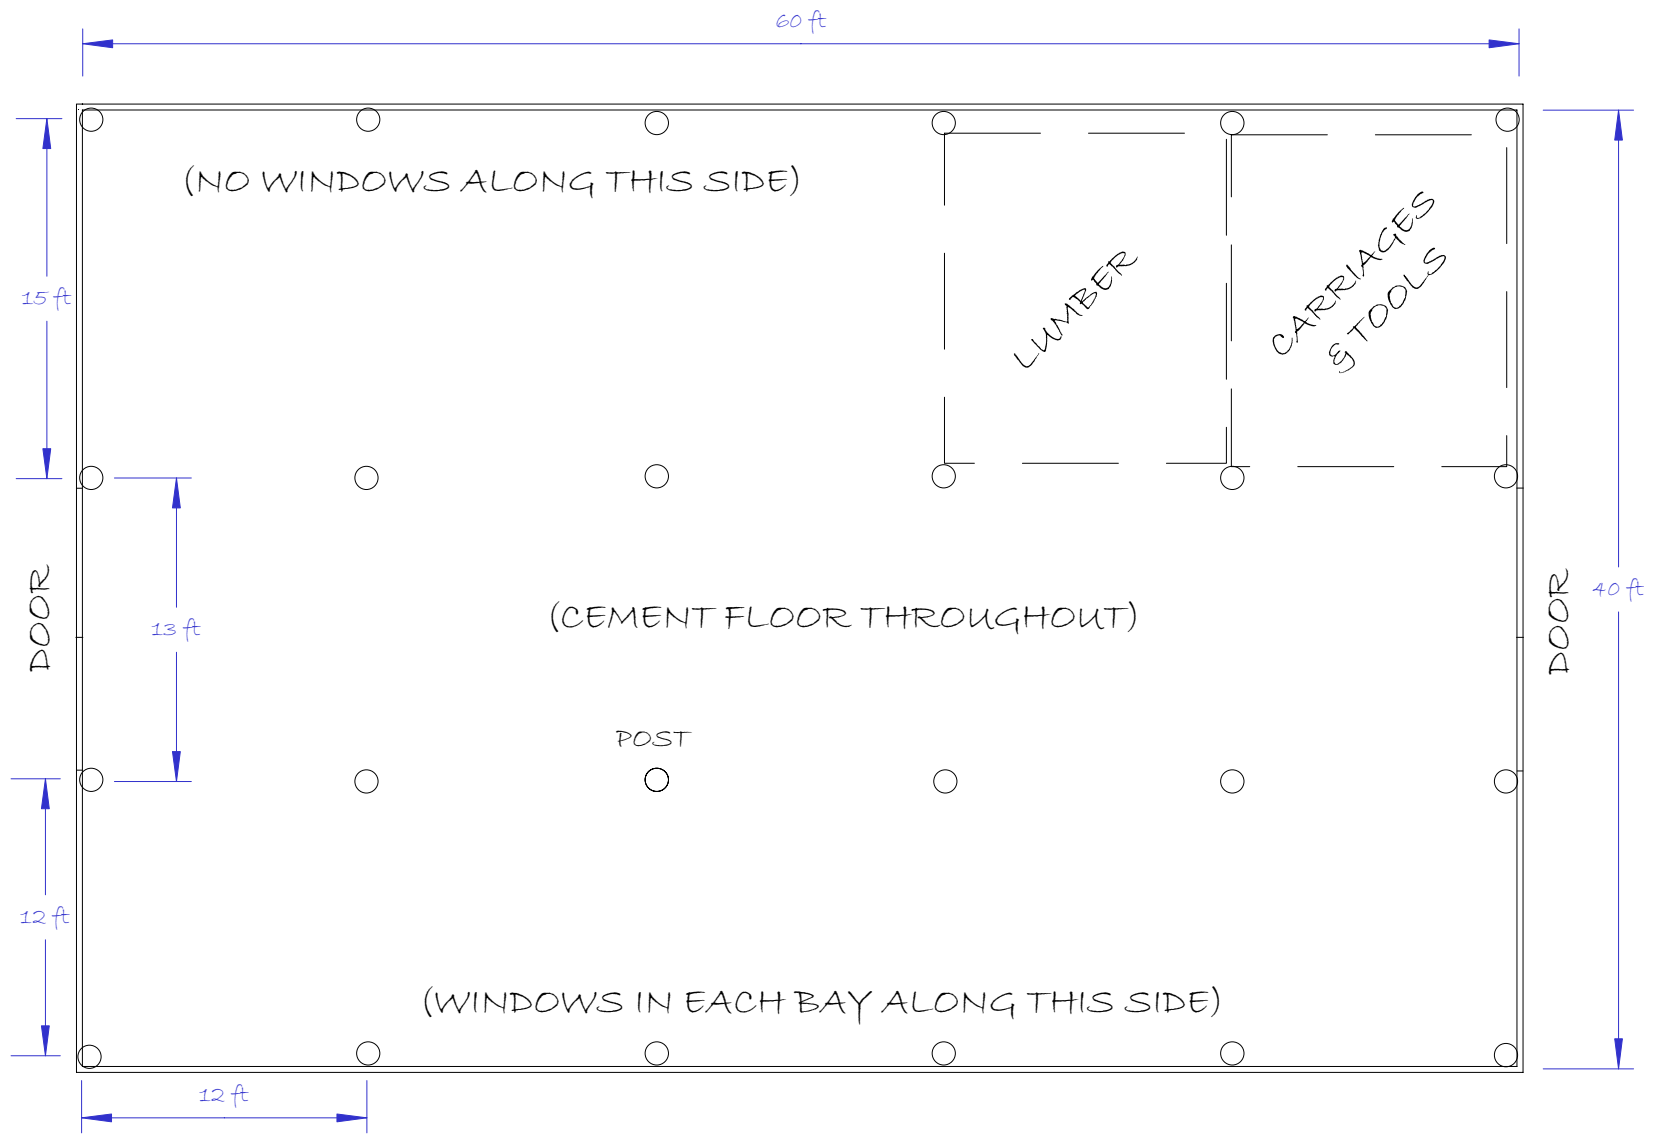 60 ft
(NO WINDOWS ALONG THIS SIDE)
15 ft
LUMBER
CARRIAGES
& TOOLS
DOOR
13 ft
(CEMENT FLOOR THROUGHOUT)
DOOR
40 ft
POST
12 ft
(WINDOWS IN EACH BAY ALONG THIS SIDE)
12 ft